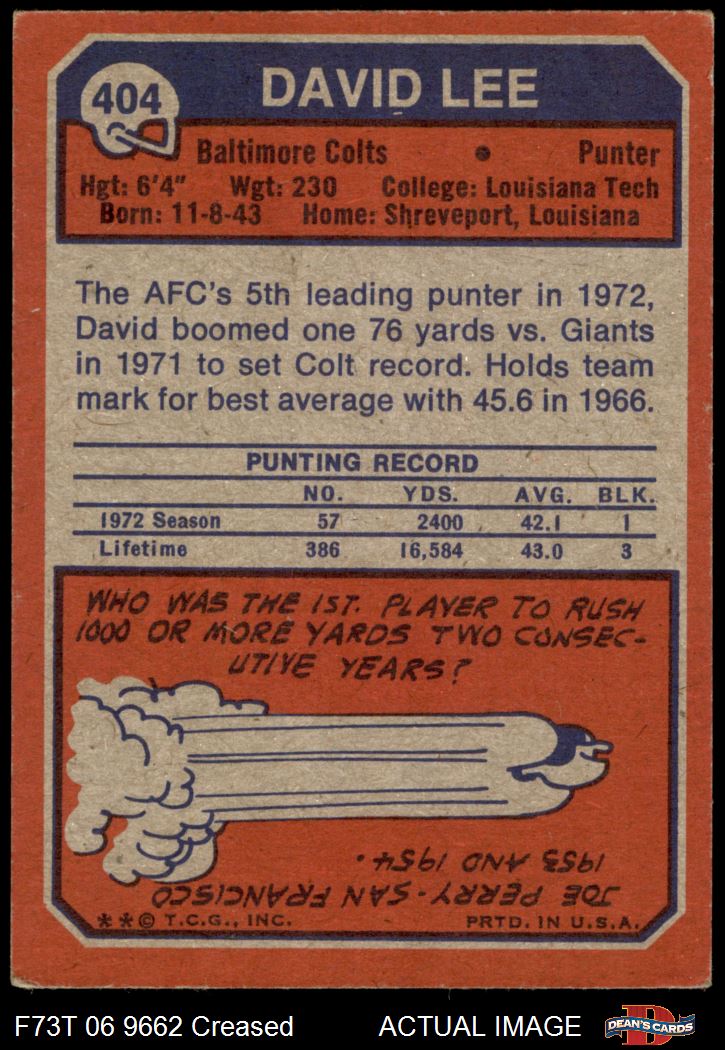 404
DAVID LEE
Baltimore Colts • Punter
Hgt: 6'4" Wgt: 230 College: Louisiana Tech
Born: 11-8-43 Home: Shreveport, Louisiana
The AFC's 5th leading punter in 1972,
David boomed one 76 yards vs. Giants
in 1971 to set Colt record. Holds team
mark for best average with 45.6 in 1966.
PUNTING RECORD
NO. YDS. AVG. BLK.
1972 Season 57 2400 42.1 1
Lifetime 386 16,584 43.0 3
WHO WAS THE 1ST. PLAYER TO RUSH
1000 OR MORE YARDS TWO CONSEC-
UTIVE YEARS?
JOE PERRY-SAN FRANCISCO
1953 AND 1954.
**© T.C.G., INC. PRTD. IN U.S.A.
F73T 06 9662 Creased ACTUAL IMAGE
D
DEAN'S CARDS